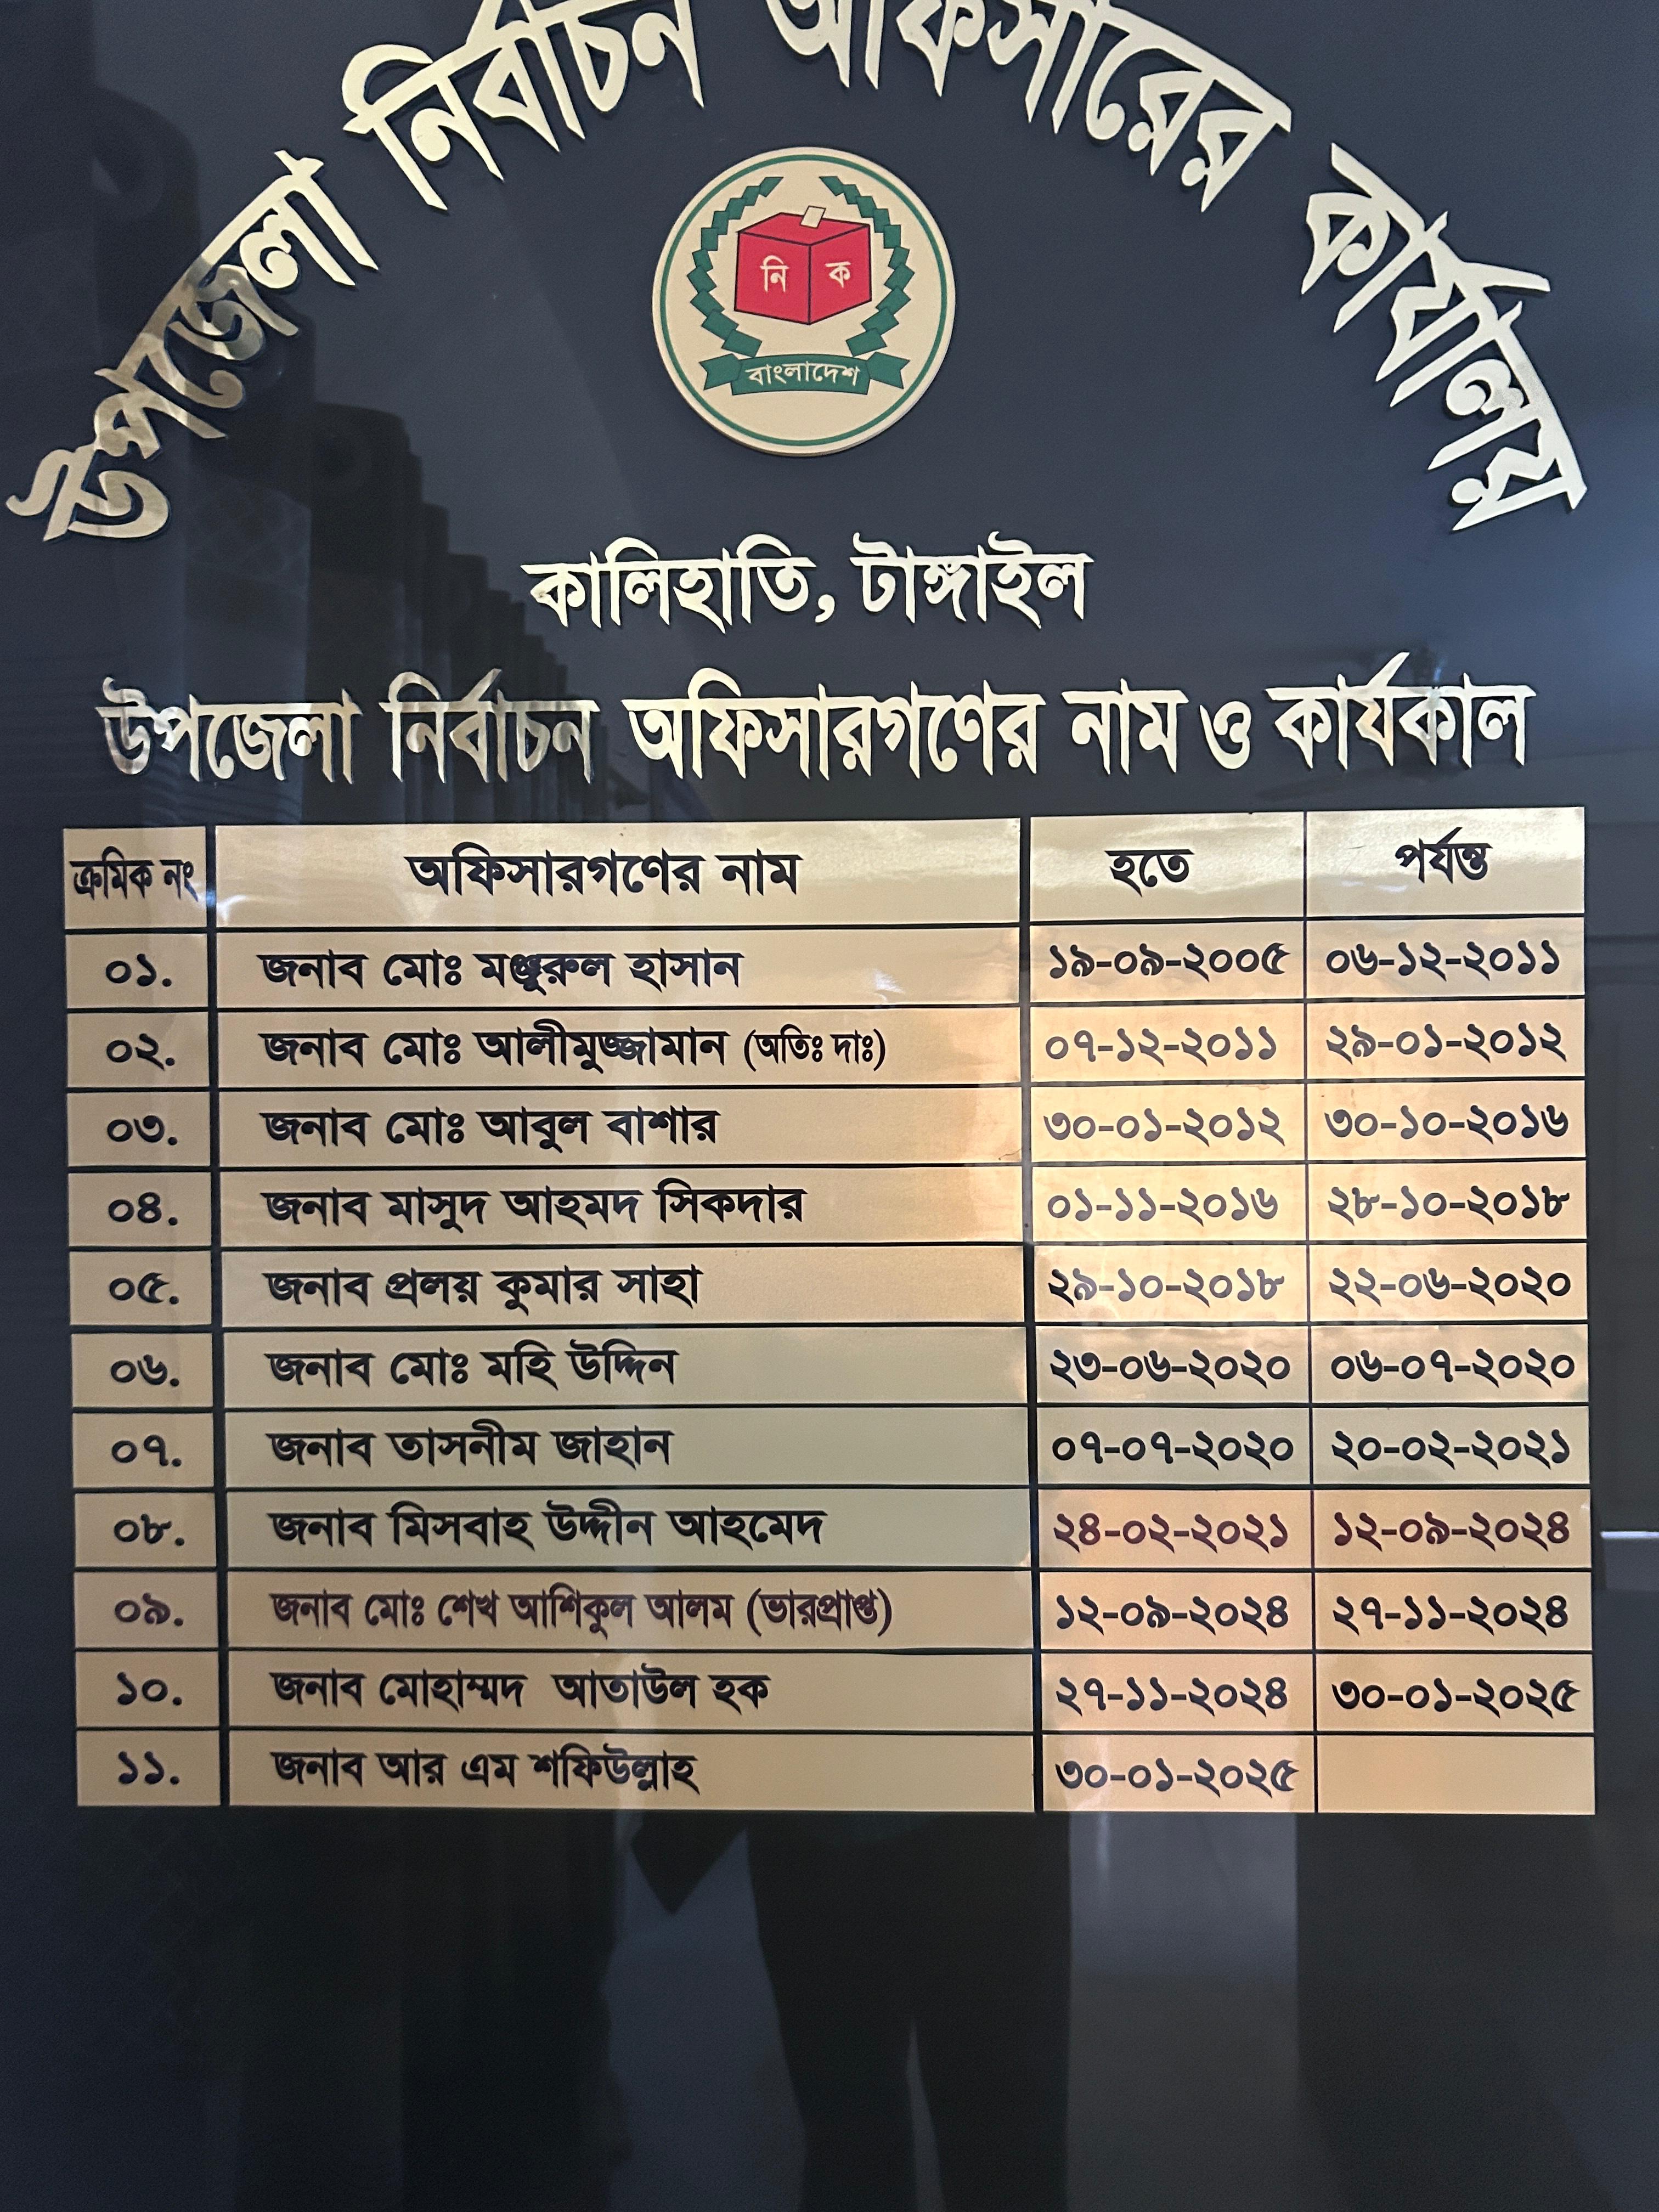 উপজেলা নির্বাচন অফিসারের কার্যালয়
নি ক
বাংলাদেশ
কালিহাতি, টাঙ্গাইল
উপজেলা নির্বাচন অফিসারগণের নাম ও কার্যকাল
ক্রমিক নং অফিসারগণের নাম হতে পর্যন্ত
০১. জনাব মোঃ মঞ্জুরুল হাসান ১৯-০৯-২০০৫ ০৬-১২-২০১১
০২. জনাব মোঃ আলীমুজ্জামান (অতিঃ দাঃ) ০৭-১২-২০১১ ২৯-০১-২০১২
০৩. জনাব মোঃ আবুল বাশার ৩০-০১-২০১২ ৩০-১০-২০১৬
০৪. জনাব মাসুদ আহমদ সিকদার ০১-১১-২০১৬ ২৮-১০-২০১৮
০৫. জনাব প্রলয় কুমার সাহা ২৯-১০-২০১৮ ২২-০৬-২০২০
০৬. জনাব মোঃ মহি উদ্দিন ২৩-০৬-২০২০ ০৬-০৭-২০২০
০৭. জনাব তাসনীম জাহান ০৭-০৭-২০২০ ২০-০২-২০২১
০৮. জনাব মিসবাহ উদ্দীন আহমেদ ২৪-০২-২০২১ ১২-০৯-২০২৪
০৯. জনাব মোঃ শেখ আশিকুল আলম (ভারপ্রাপ্ত) ১২-০৯-২০২৪ ২৭-১১-২০২৪
১০. জনাব মোহাম্মদ আতাউল হক ২৭-১১-২০২৪ ৩০-০১-২০২৫
১১. জনাব আর এম শফিউল্লাহ ৩০-০১-২০২৫